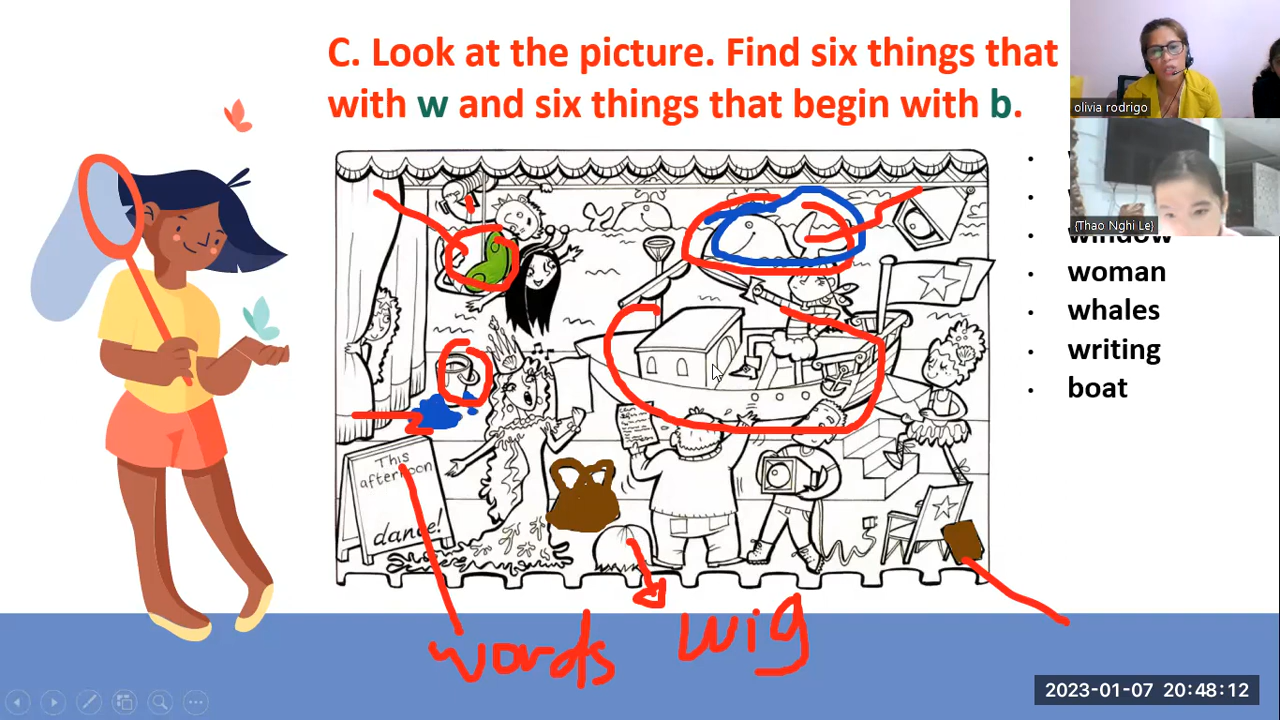 C. Look at the picture. Find six things that
with w and six things that begin with b.
olivia rodrigo
(Thao Nghi Le)
window
woman
whales
writing
boat
This
afternoon
dance!
words
wig
2023-01-07 20:48:12